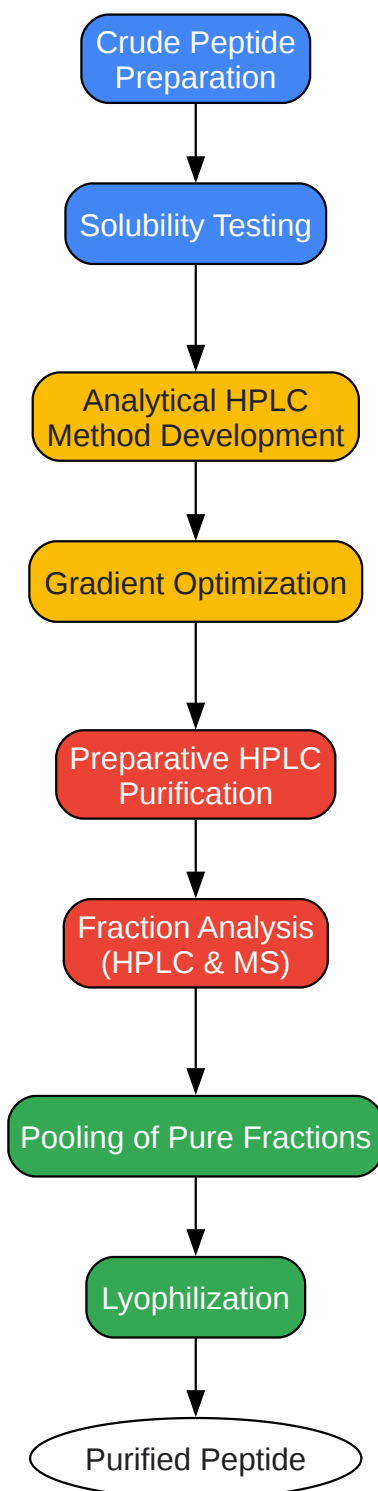 Crude Peptide
Preparation
Solubility Testing
Analytical HPLC
Method Development
Gradient Optimization
Preparative HPLC
Purification
Fraction Analysis
(HPLC & MS)
Pooling of Pure Fractions
Lyophilization
Purified Peptide